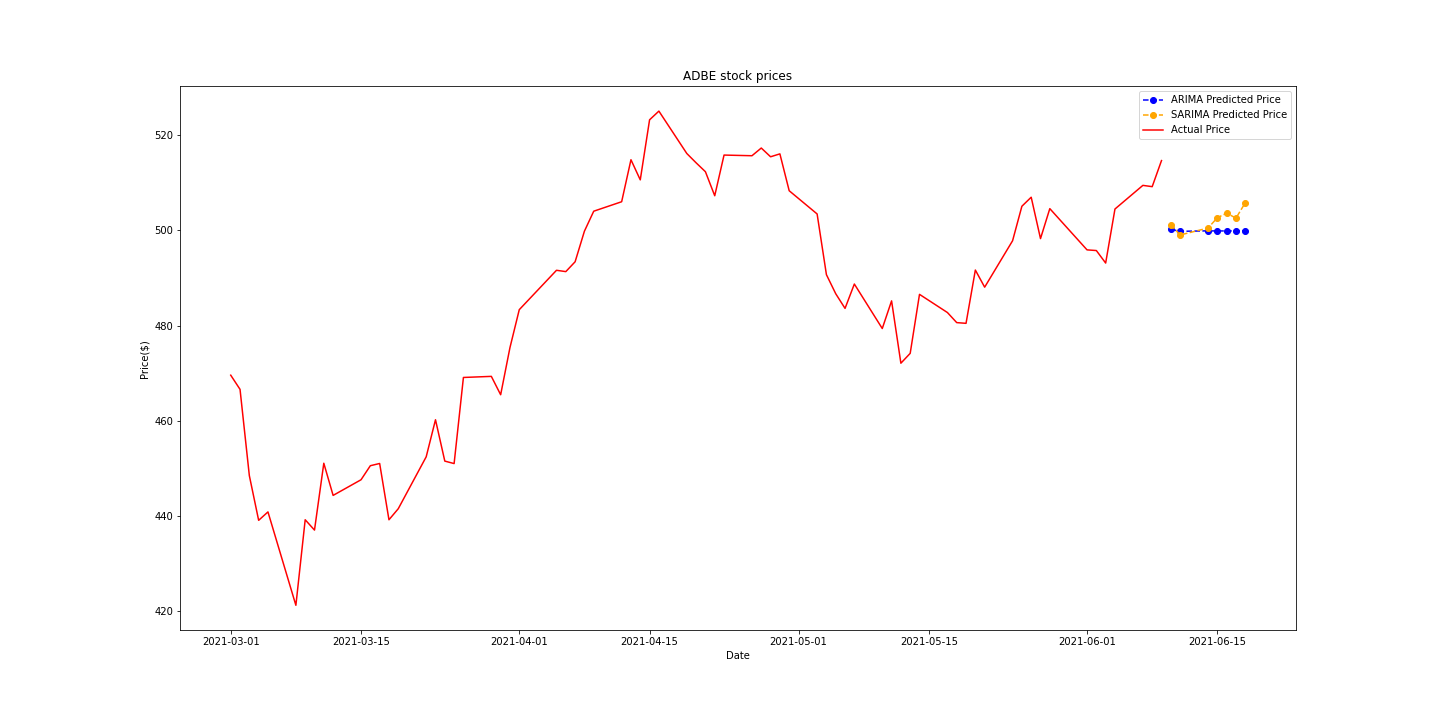 ADBE stock prices
ARIMA Predicted Price
SARIMA Predicted Price
Actual Price
Price($)
520
500
480
460
440
420
2021-03-01 2021-03-15 2021-04-01 2021-04-15 2021-05-01 2021-05-15 2021-06-01 2021-06-15
Date